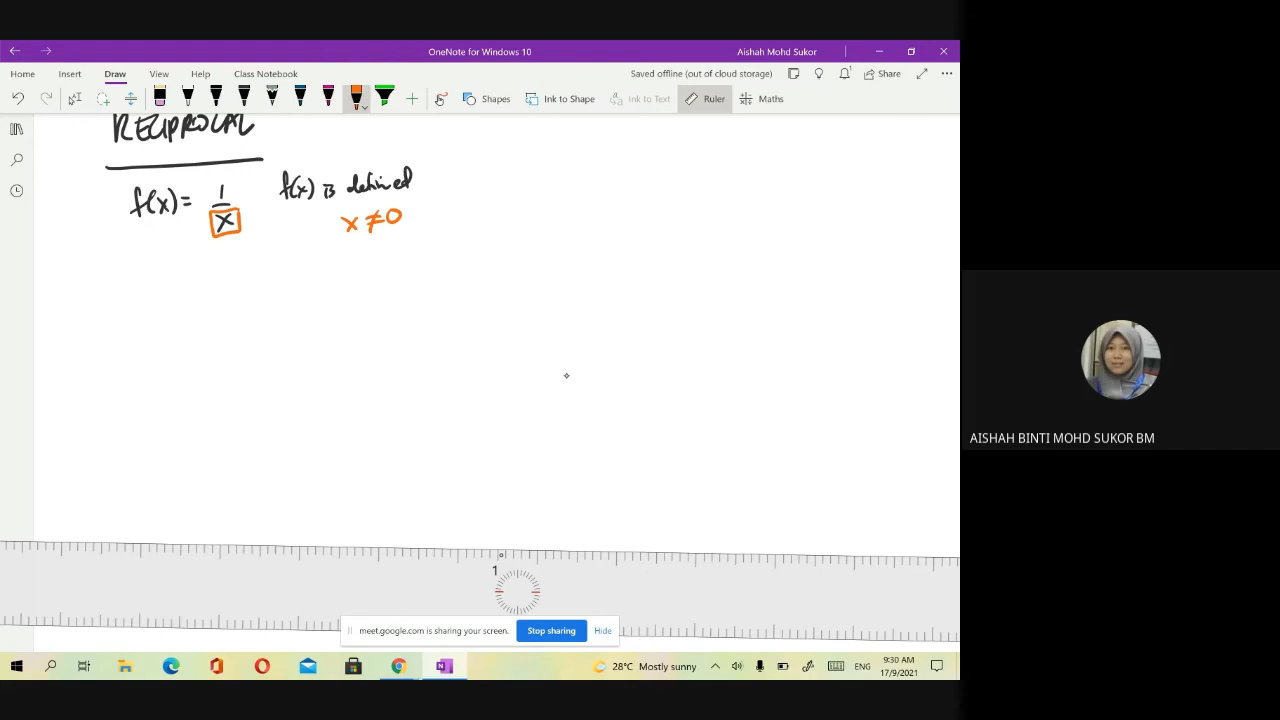 OneNote for Windows 10
Aishah Mohd Sukor
Home Insert Draw View Help Class Notebook
Saved offline (out of cloud storage) Share
Shapes Ink to Shape Ink to Text Ruler Maths
RECIPROCAL
f(x) = 1/x f(x) is defined
x ≠ 0
AISHAH BINTI MOHD SUKOR BM
1°
meet.google.com is sharing your screen. Stop sharing Hide
28°C Mostly sunny ENG 9:30 AM
17/9/2021